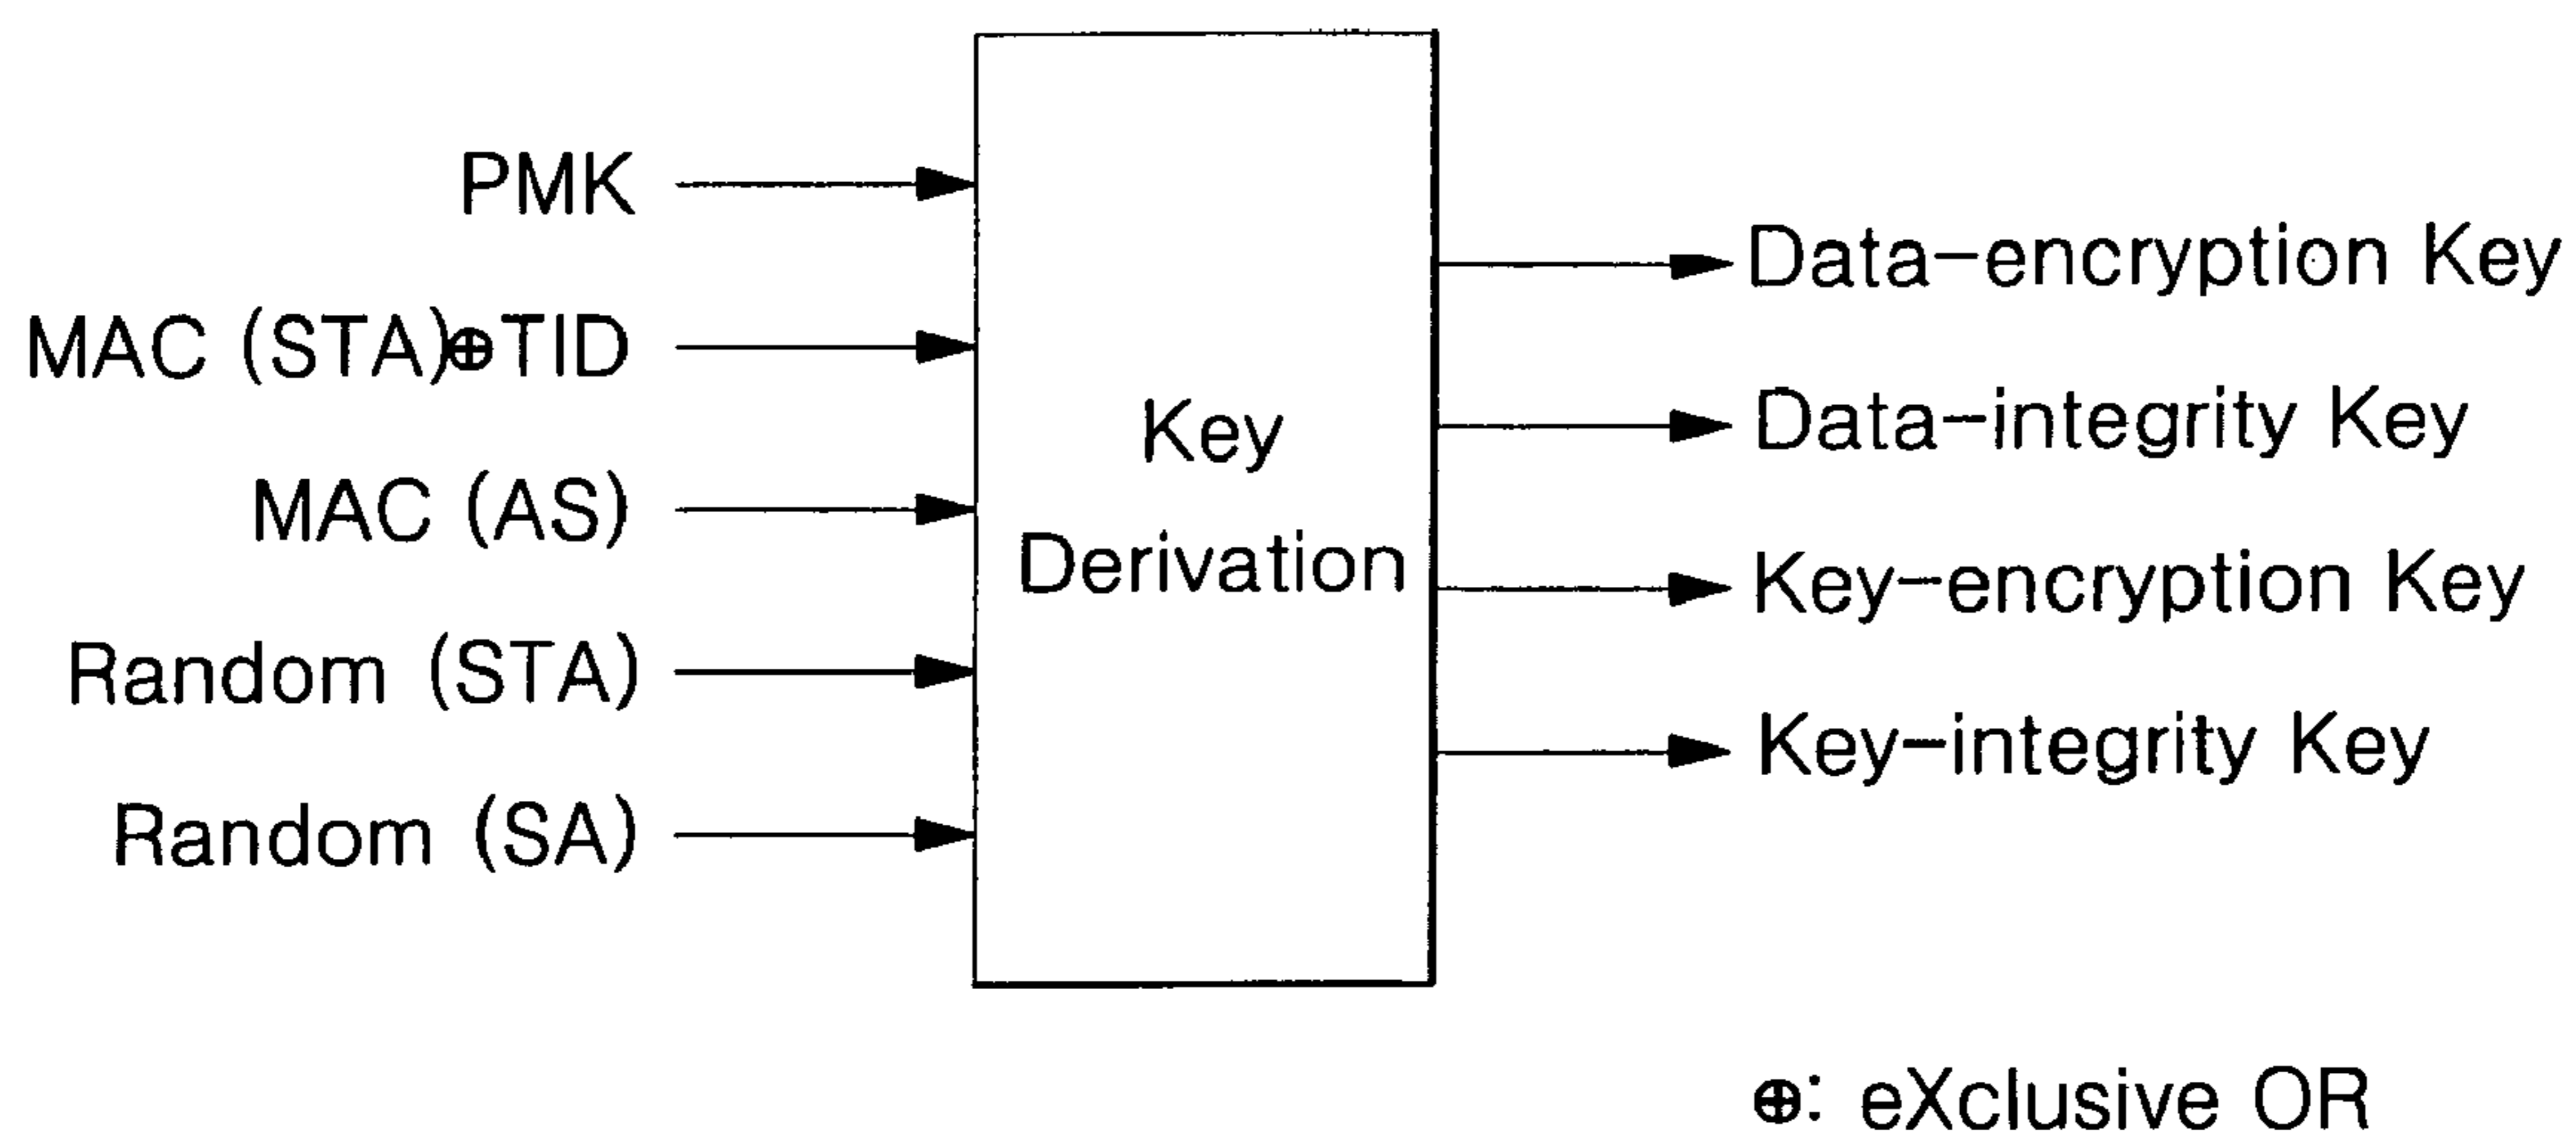 PMK
MAC (STA)⊕TID
MAC (AS)
Random (STA)
Random (SA)
Key
Derivation
Data-encryption Key
Data-integrity Key
Key-encryption Key
Key-integrity Key
⊕: eXclusive OR